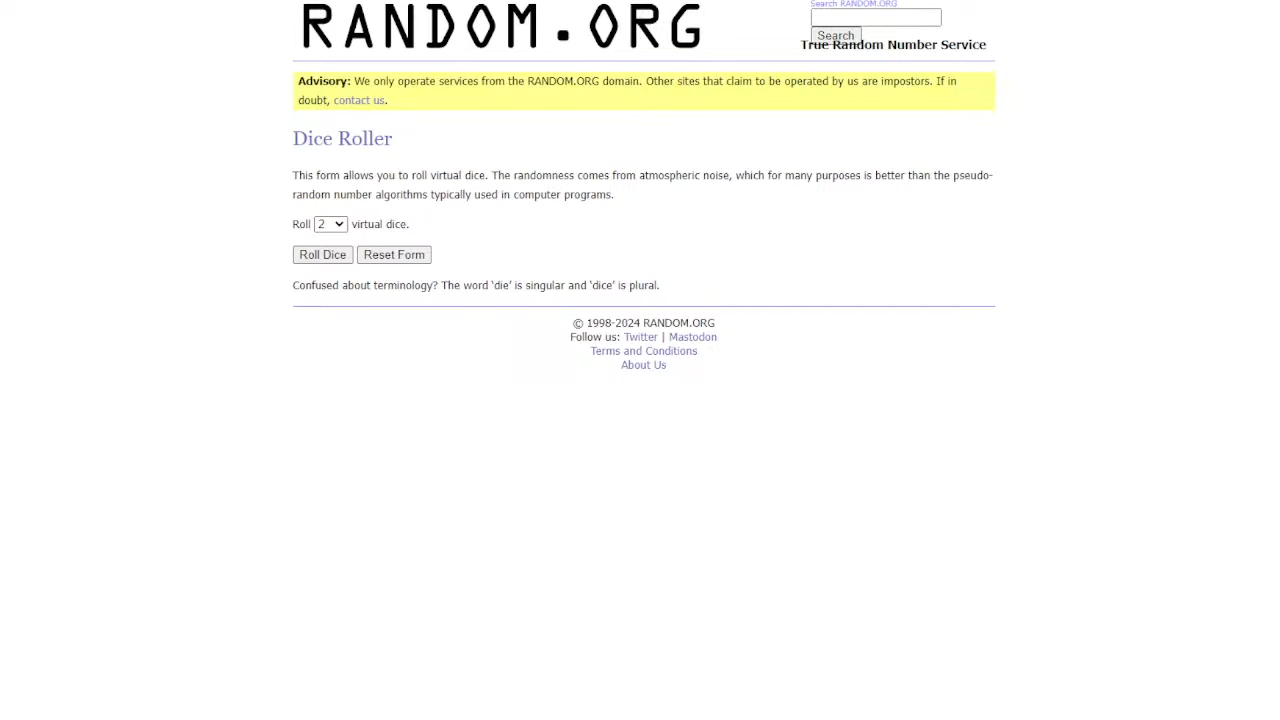 RANDOM.ORG
Search RANDOM.ORG
Search
True Random Number Service
Advisory: We only operate services from the RANDOM.ORG domain. Other sites that claim to be operated by us are impostors. If in
doubt, contact us.
Dice Roller
This form allows you to roll virtual dice. The randomness comes from atmospheric noise, which for many purposes is better than the pseudo-
random number algorithms typically used in computer programs.
Roll 2 virtual dice.
Roll Dice Reset Form
Confused about terminology? The word ‘die’ is singular and ‘dice’ is plural.
© 1998-2024 RANDOM.ORG
Follow us: Twitter | Mastodon
Terms and Conditions
About Us